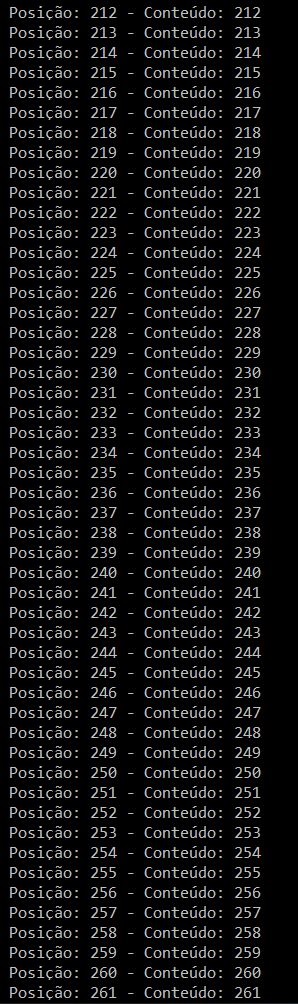 Posição: 212 - Conteúdo: 212
Posição: 213 - Conteúdo: 213
Posição: 214 - Conteúdo: 214
Posição: 215 - Conteúdo: 215
Posição: 216 - Conteúdo: 216
Posição: 217 - Conteúdo: 217
Posição: 218 - Conteúdo: 218
Posição: 219 - Conteúdo: 219
Posição: 220 - Conteúdo: 220
Posição: 221 - Conteúdo: 221
Posição: 222 - Conteúdo: 222
Posição: 223 - Conteúdo: 223
Posição: 224 - Conteúdo: 224
Posição: 225 - Conteúdo: 225
Posição: 226 - Conteúdo: 226
Posição: 227 - Conteúdo: 227
Posição: 228 - Conteúdo: 228
Posição: 229 - Conteúdo: 229
Posição: 230 - Conteúdo: 230
Posição: 231 - Conteúdo: 231
Posição: 232 - Conteúdo: 232
Posição: 233 - Conteúdo: 233
Posição: 234 - Conteúdo: 234
Posição: 235 - Conteúdo: 235
Posição: 236 - Conteúdo: 236
Posição: 237 - Conteúdo: 237
Posição: 238 - Conteúdo: 238
Posição: 239 - Conteúdo: 239
Posição: 240 - Conteúdo: 240
Posição: 241 - Conteúdo: 241
Posição: 242 - Conteúdo: 242
Posição: 243 - Conteúdo: 243
Posição: 244 - Conteúdo: 244
Posição: 245 - Conteúdo: 245
Posição: 246 - Conteúdo: 246
Posição: 247 - Conteúdo: 247
Posição: 248 - Conteúdo: 248
Posição: 249 - Conteúdo: 249
Posição: 250 - Conteúdo: 250
Posição: 251 - Conteúdo: 251
Posição: 252 - Conteúdo: 252
Posição: 253 - Conteúdo: 253
Posição: 254 - Conteúdo: 254
Posição: 255 - Conteúdo: 255
Posição: 256 - Conteúdo: 256
Posição: 257 - Conteúdo: 257
Posição: 258 - Conteúdo: 258
Posição: 259 - Conteúdo: 259
Posição: 260 - Conteúdo: 260
Posição: 261 - Conteúdo: 261